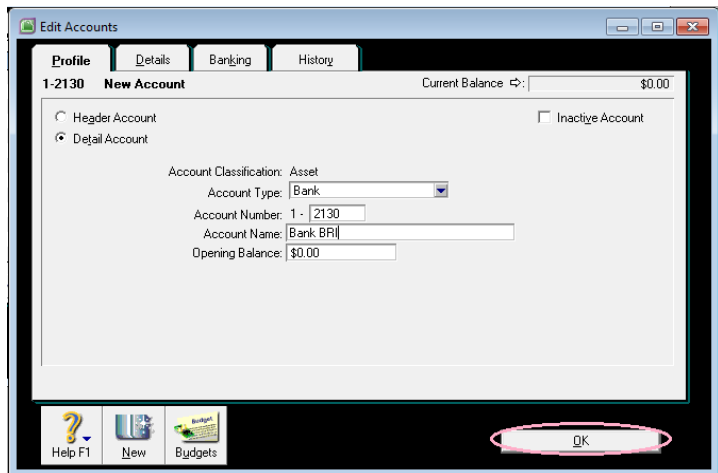 Edit Accounts
Profile Details Banking History
1-2130 New Account Current Balance ⇨: $0.00
Header Account Inactive Account
Detail Account
Account Classification: Asset
Account Type: Bank
Account Number: 1 - 2130
Account Name: Bank BRI
Opening Balance: $0.00
Budget
Help F1 New Budgets OK